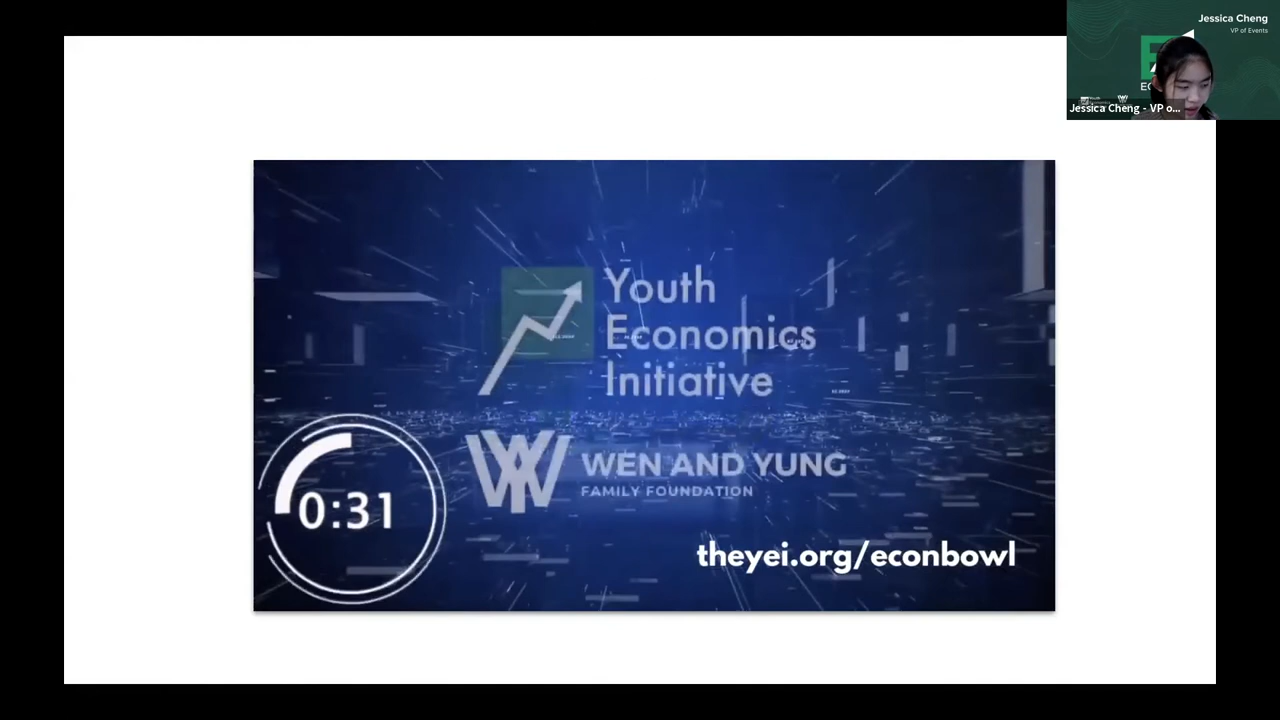 Jessica Cheng
VP of Events
Jessica Cheng - VP o...
Youth
Economics
Initiative
WEN AND YUNG
FAMILY FOUNDATION
0:31
theyei.org/econbowl